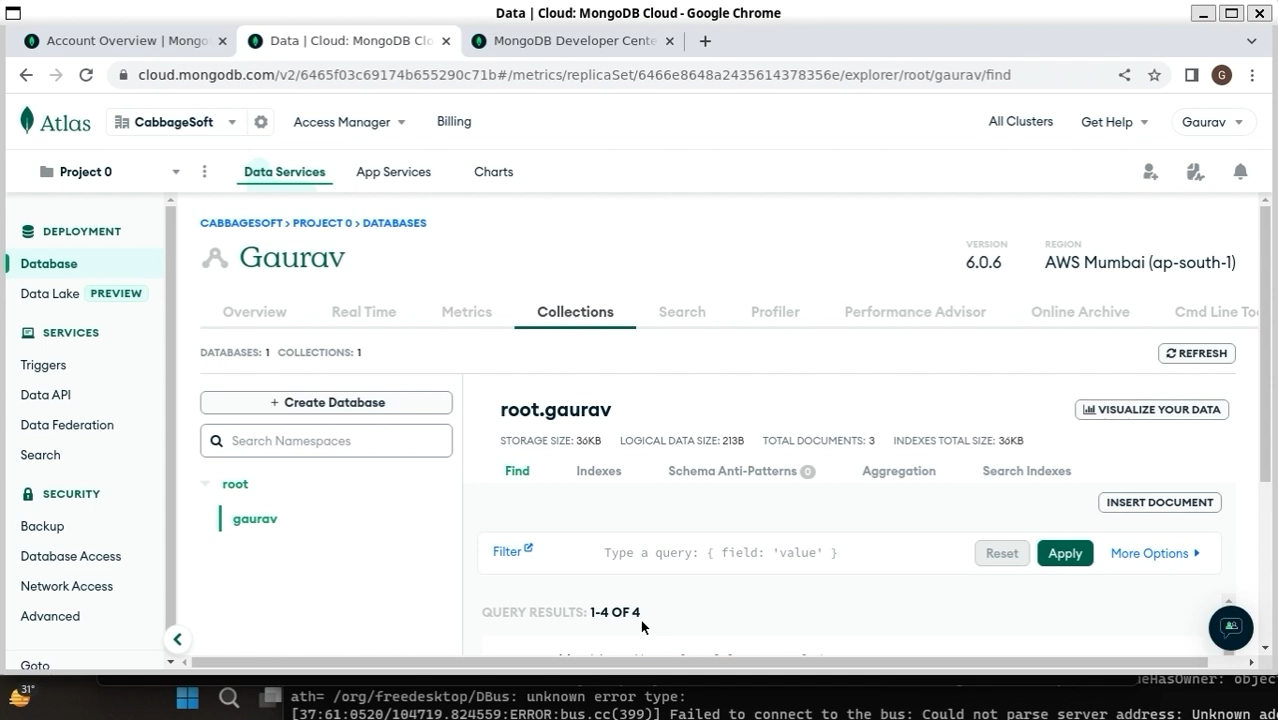 Data | Cloud: MongoDB Cloud - Google Chrome
Account Overview | Mongo
Data | Cloud: MongoDB Clo
MongoDB Developer Cente
cloud.mongodb.com/v2/6465f03c69174b655290c71b#/metrics/replicaSet/6466e8648a2435614378356e/explorer/root/gaurav/find
G
Atlas
CabbageSoft
Access Manager
Billing
All Clusters
Get Help
Gaurav
Project 0
Data Services
App Services
Charts
DEPLOYMENT
Database
Data Lake PREVIEW
SERVICES
Triggers
Data API
Data Federation
Search
SECURITY
Backup
Database Access
Network Access
Advanced
Goto
CABBAGESOFT > PROJECT 0 > DATABASES
Gaurav
VERSION
6.0.6
REGION
AWS Mumbai (ap-south-1)
Overview
Real Time
Metrics
Collections
Search
Profiler
Performance Advisor
Online Archive
Cmd Line To
DATABASES: 1 COLLECTIONS: 1
REFRESH
+ Create Database
Search Namespaces
root
gaurav
root.gaurav
VISUALIZE YOUR DATA
STORAGE SIZE: 36KB LOGICAL DATA SIZE: 213B TOTAL DOCUMENTS: 3 INDEXES TOTAL SIZE: 36KB
Find
Indexes
Schema Anti-Patterns 0
Aggregation
Search Indexes
INSERT DOCUMENT
Filter
Type a query: { field: 'value' }
Reset
Apply
More Options
QUERY RESULTS: 1-4 OF 4
31°
eHasOwner: objec
ath= /org/freedesktop/DBus: unknown error type:
[37:61:0520/104719.824559:ERROR:bus.cc(399)] Failed to connect to the bus: Could not parse server address: Unknown ad